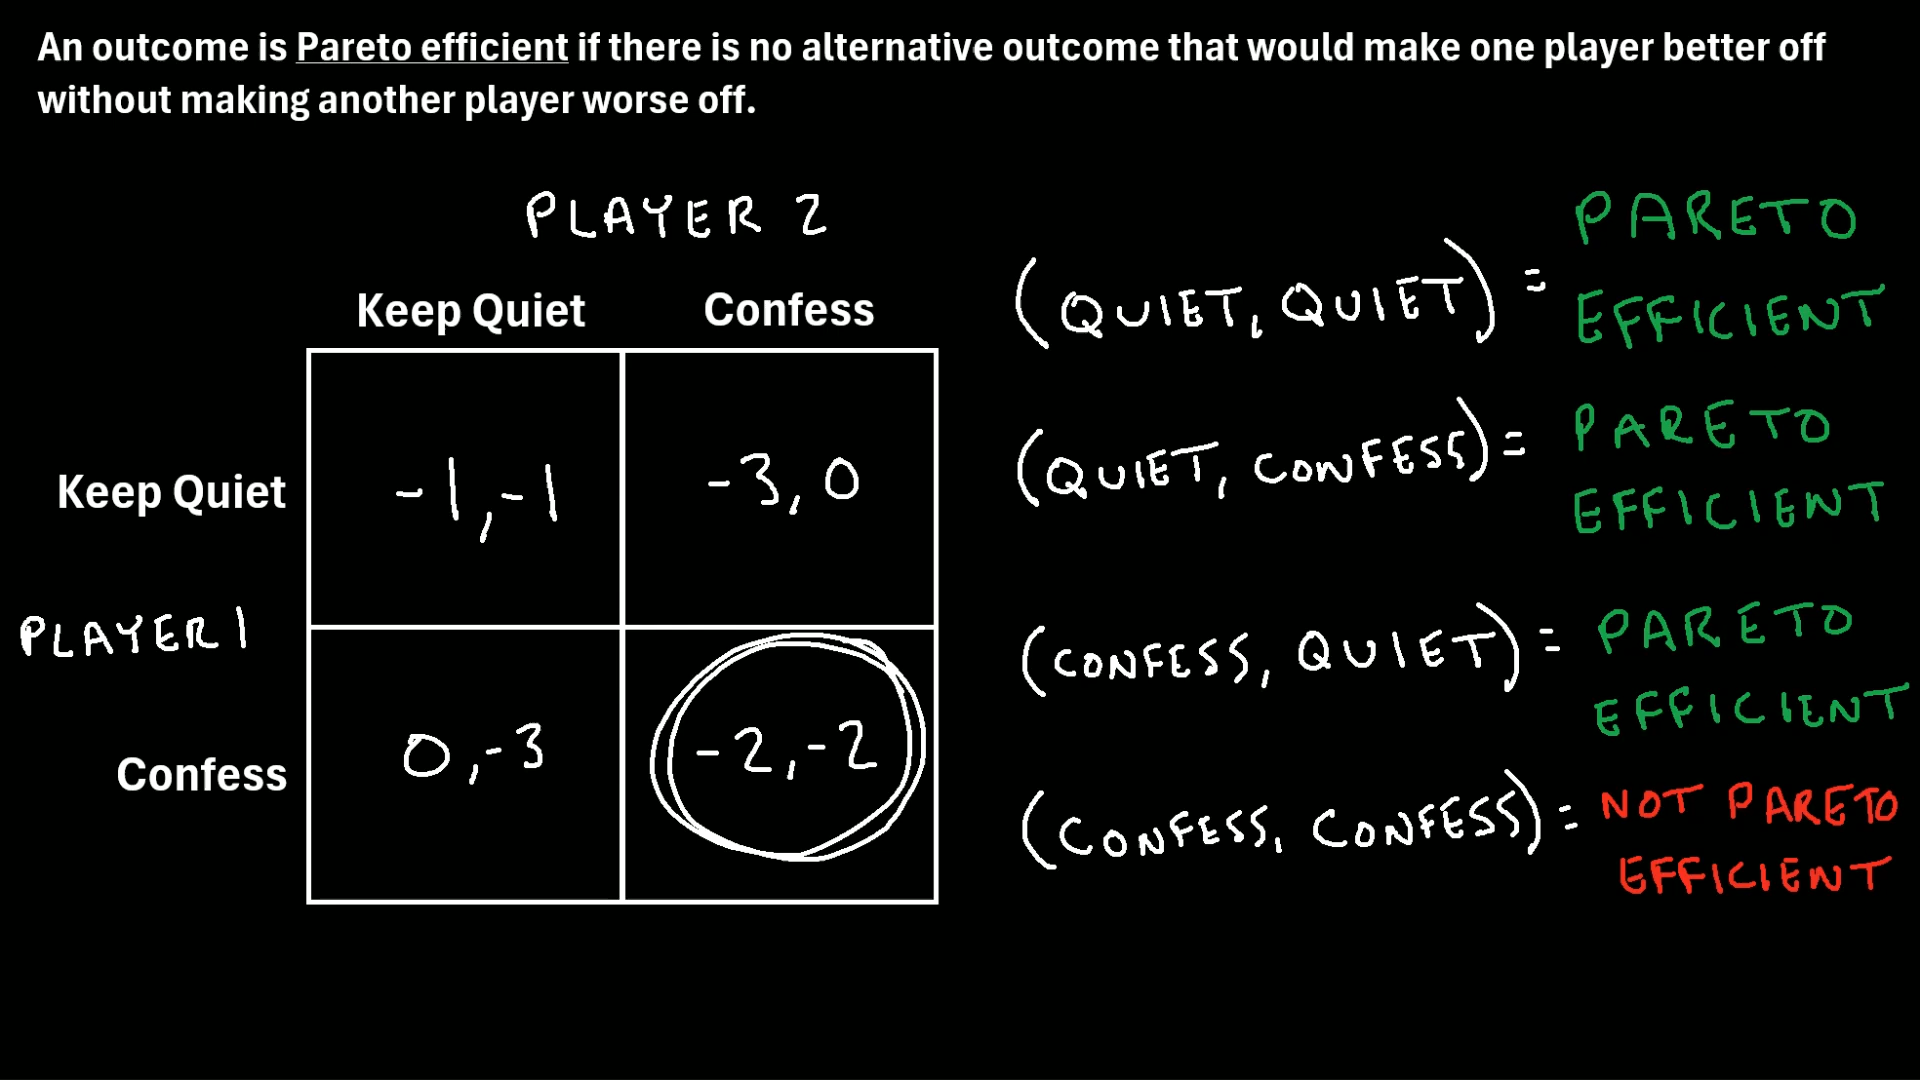 An outcome is Pareto efficient if there is no alternative outcome that would make one player better off
without making another player worse off.
PLAYER 2
Keep Quiet Confess
Keep Quiet -1,-1 -3,0
PLAYER 1
Confess 0,-3 -2,-2
(QUIET, QUIET) = PARETO
EFFICIENT
(QUIET, CONFESS) = PARETO
EFFICIENT
(CONFESS, QUIET) = PARETO
EFFICIENT
(CONFESS, CONFESS) = NOT PARETO
EFFICIENT